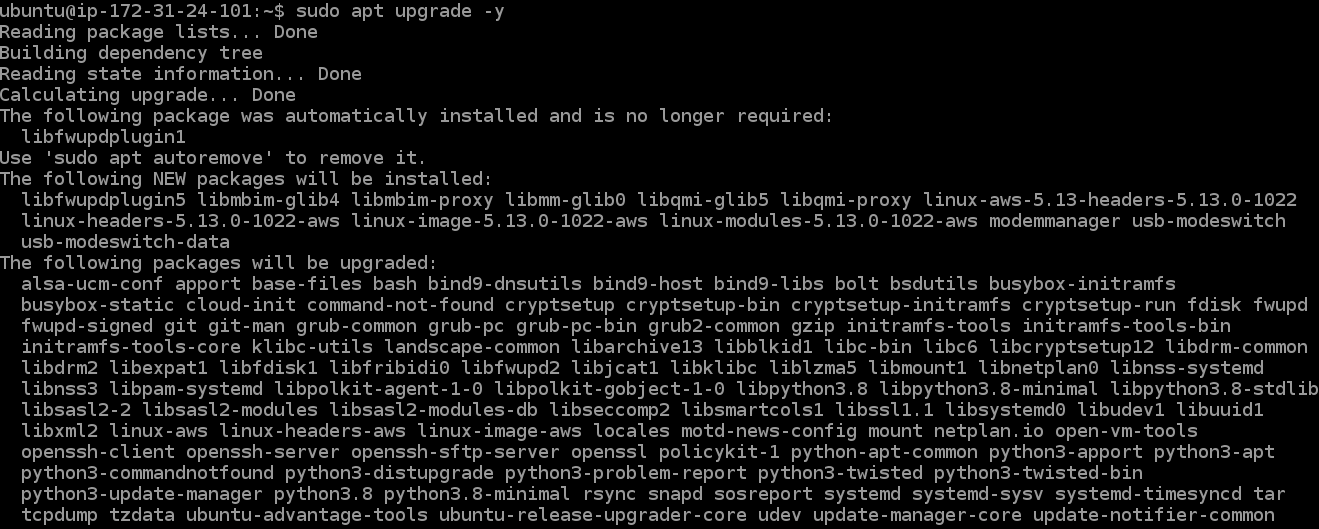 ubuntu@ip-172-31-24-101:~$ sudo apt upgrade -y
Reading package lists... Done
Building dependency tree
Reading state information... Done
Calculating upgrade... Done
The following package was automatically installed and is no longer required:
  libfwupdplugin1
Use 'sudo apt autoremove' to remove it.
The following NEW packages will be installed:
  libfwupdplugin5 libmbim-glib4 libmbim-proxy libmm-glib0 libqmi-glib5 libqmi-proxy linux-aws-5.13-headers-5.13.0-1022
  linux-headers-5.13.0-1022-aws linux-image-5.13.0-1022-aws linux-modules-5.13.0-1022-aws modemmanager usb-modeswitch
  usb-modeswitch-data
The following packages will be upgraded:
  alsa-ucm-conf apport base-files bash bind9-dnsutils bind9-host bind9-libs bolt bsdutils busybox-initramfs
  busybox-static cloud-init command-not-found cryptsetup cryptsetup-bin cryptsetup-initramfs cryptsetup-run fdisk fwupd
  fwupd-signed git git-man grub-common grub-pc grub-pc-bin grub2-common gzip initramfs-tools initramfs-tools-bin
  initramfs-tools-core klibc-utils landscape-common libarchive13 libblkid1 libc-bin libc6 libcryptsetup12 libdrm-common
  libdrm2 libexpat1 libfdisk1 libfribidi0 libfwupd2 libjcat1 libklibc liblzma5 libmount1 libnetplan0 libnss-systemd
  libnss3 libpam-systemd libpolkit-agent-1-0 libpolkit-gobject-1-0 libpython3.8 libpython3.8-minimal libpython3.8-stdlib
  libsasl2-2 libsasl2-modules libsasl2-modules-db libseccomp2 libsmartcols1 libssl1.1 libsystemd0 libudev1 libuuid1
  libxml2 linux-aws linux-headers-aws linux-image-aws locales motd-news-config mount netplan.io open-vm-tools
  openssh-client openssh-server openssh-sftp-server openssl policykit-1 python-apt-common python3-apport python3-apt
  python3-commandnotfound python3-distupgrade python3-problem-report python3-twisted python3-twisted-bin
  python3-update-manager python3.8 python3.8-minimal rsync snapd sosreport systemd systemd-sysv systemd-timesyncd tar
  tcpdump tzdata ubuntu-advantage-tools ubuntu-release-upgrader-core udev update-manager-core update-notifier-common